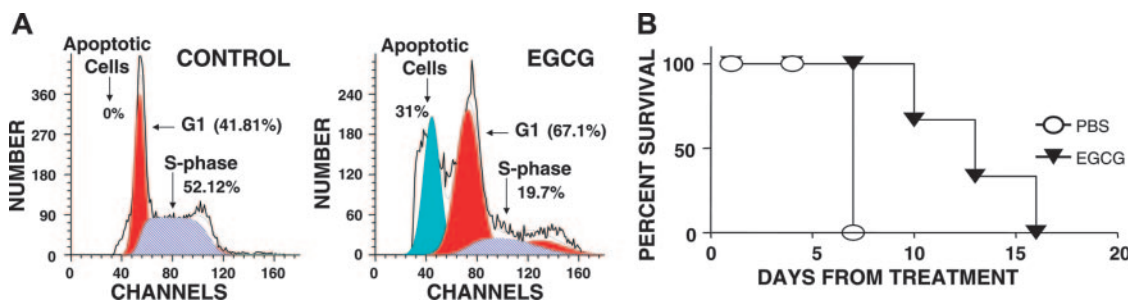 A
Apoptotic
Cells
CONTROL
0%
G1 (41.81%)
S-phase
52.12%
NUMBER
360
270
180
90
0
0 40 80 120 160
CHANNELS
Apoptotic
Cells
EGCG
31%
G1 (67.1%)
S-phase
19.7%
NUMBER
240
180
120
60
0
0 40 80 120 160
CHANNELS
B
PERCENT SURVIVAL
100
50
0
0 5 10 15 20
DAYS FROM TREATMENT
PBS
EGCG